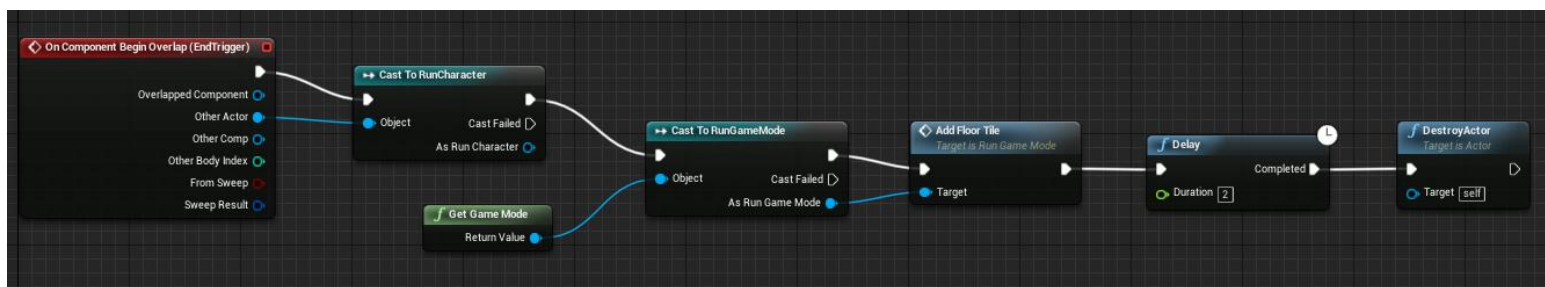 On Component Begin Overlap (EndTrigger)
Overlapped Component
Other Actor
Other Comp
Other Body Index
From Sweep
Sweep Result
Cast To RunCharacter
Object
Cast Failed
As Run Character
Get Game Mode
Return Value
Cast To RunGameMode
Object
Cast Failed
As Run Game Mode
Add Floor Tile
Target is Run Game Mode
Target
f Delay
Completed
Duration 2
f DestroyActor
Target is Actor
Target self